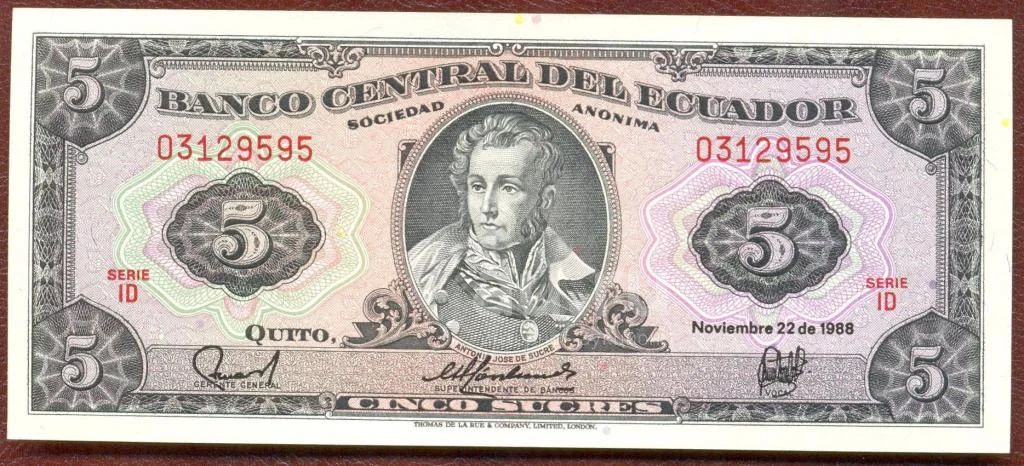 5 5
BANCO CENTRAL DEL ECUADOR
SOCIEDAD ANONIMA
03129595 03129595
5 5
SERIE SERIE
ID ID
QUITO, Noviembre 22 de 1988
ANTONIO JOSE DE SUCRE
5 5
GERENTE GENERAL SUPERINTENDENTE DE BANCOS VOCAL
CINCO SUCRES
THOMAS DE LA RUE & COMPANY, LIMITED, LONDON.